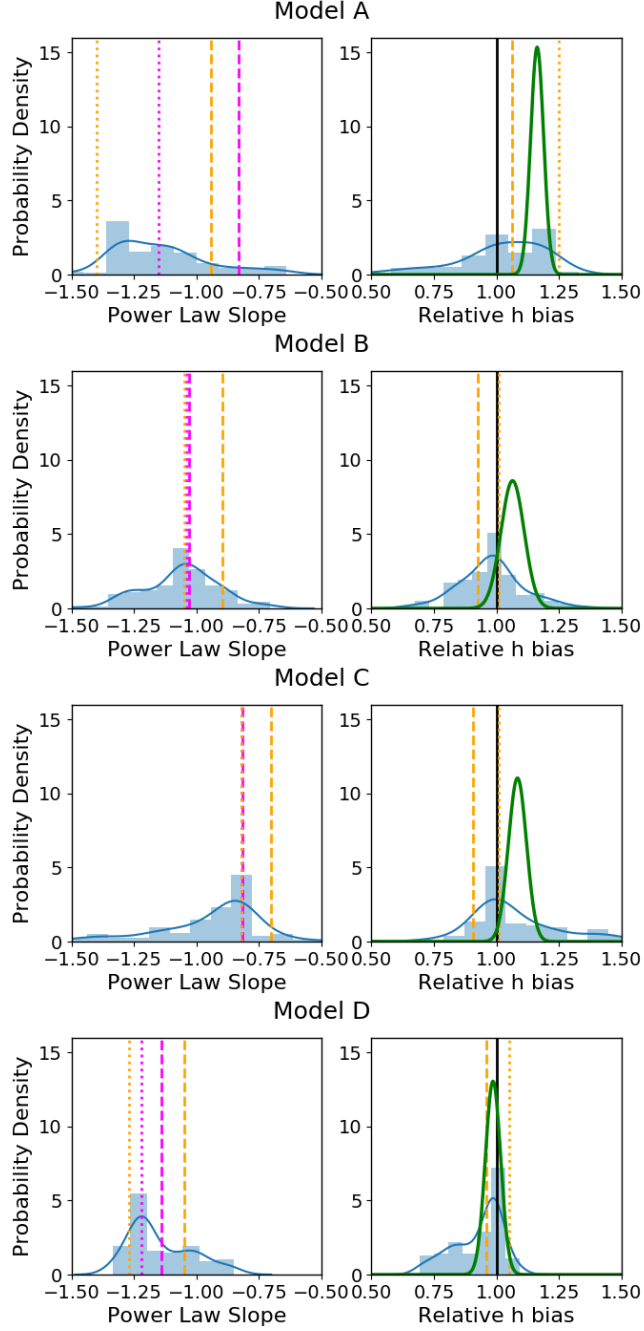 Model A
Probability Density
15
10
5
0
−1.50 −1.25 −1.00 −0.75 −0.50
Power Law Slope
0.50 0.75 1.00 1.25 1.50
Relative h bias
Model B
Probability Density
15
10
5
0
−1.50 −1.25 −1.00 −0.75 −0.50
Power Law Slope
0.50 0.75 1.00 1.25 1.50
Relative h bias
Model C
Probability Density
15
10
5
0
−1.50 −1.25 −1.00 −0.75 −0.50
Power Law Slope
0.50 0.75 1.00 1.25 1.50
Relative h bias
Model D
Probability Density
15
10
5
0
−1.50 −1.25 −1.00 −0.75 −0.50
Power Law Slope
0.50 0.75 1.00 1.25 1.50
Relative h bias